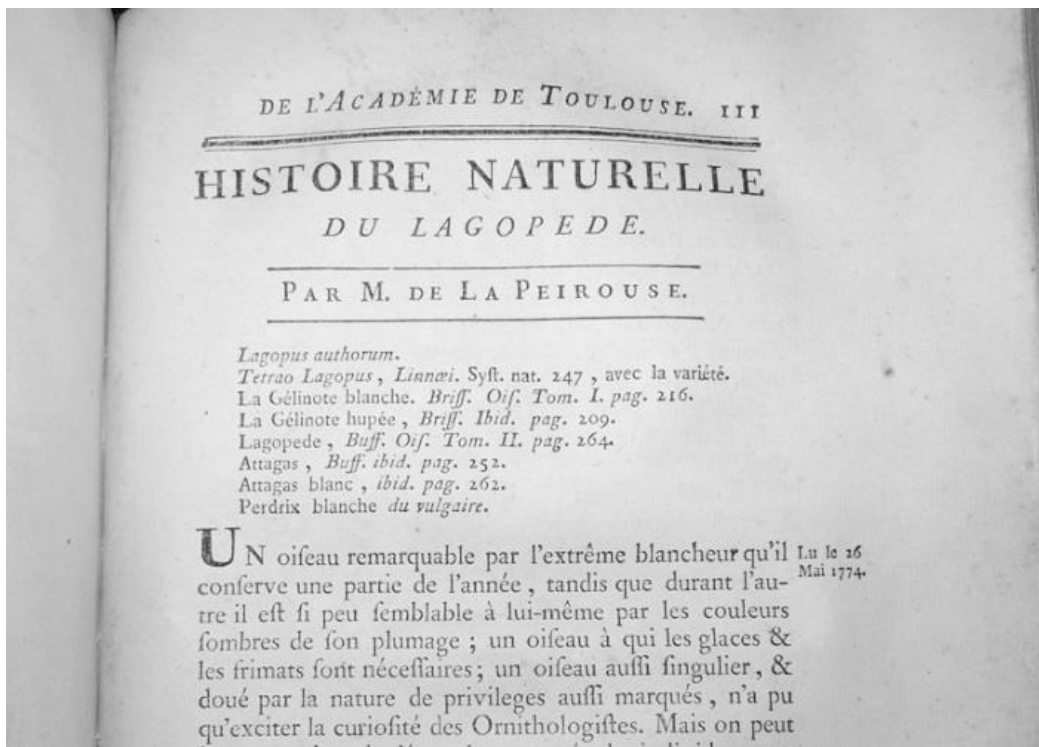 DE L'ACADÉMIE DE TOULOUSE. 111
HISTOIRE NATURELLE
DU LAGOPEDE.
PAR M. DE LA PEIROUSE.
Lagopus authorum.
Tetrao Lagopus, Linnæi. Syſt. nat. 247, avec la variété.
La Gélinote blanche. Briſſ. Oiſ. Tom. I. pag. 216.
La Gélinote hupée, Briſſ. Ibid. pag. 209.
Lagopede, Buff. Oiſ. Tom. II. pag. 264.
Attagas, Buff. ibid. pag. 252.
Attagas blanc, ibid. pag. 262.
Perdrix blanche du vulgaire.
UN oiſeau remarquable par l'extrême blancheur qu'il
Lu le 26
Mai 1774.
conſerve une partie de l'année, tandis que durant l'au-
tre il eſt ſi peu ſemblable à lui-même par les couleurs
ſombres de ſon plumage; un oiſeau à qui les glaces &
les frimats ſont néceſſaires; un oiſeau auſſi ſingulier, &
doué par la nature de privileges auſſi marqués, n'a pu
qu'exciter la curioſité des Ornithologiſtes. Mais on peut